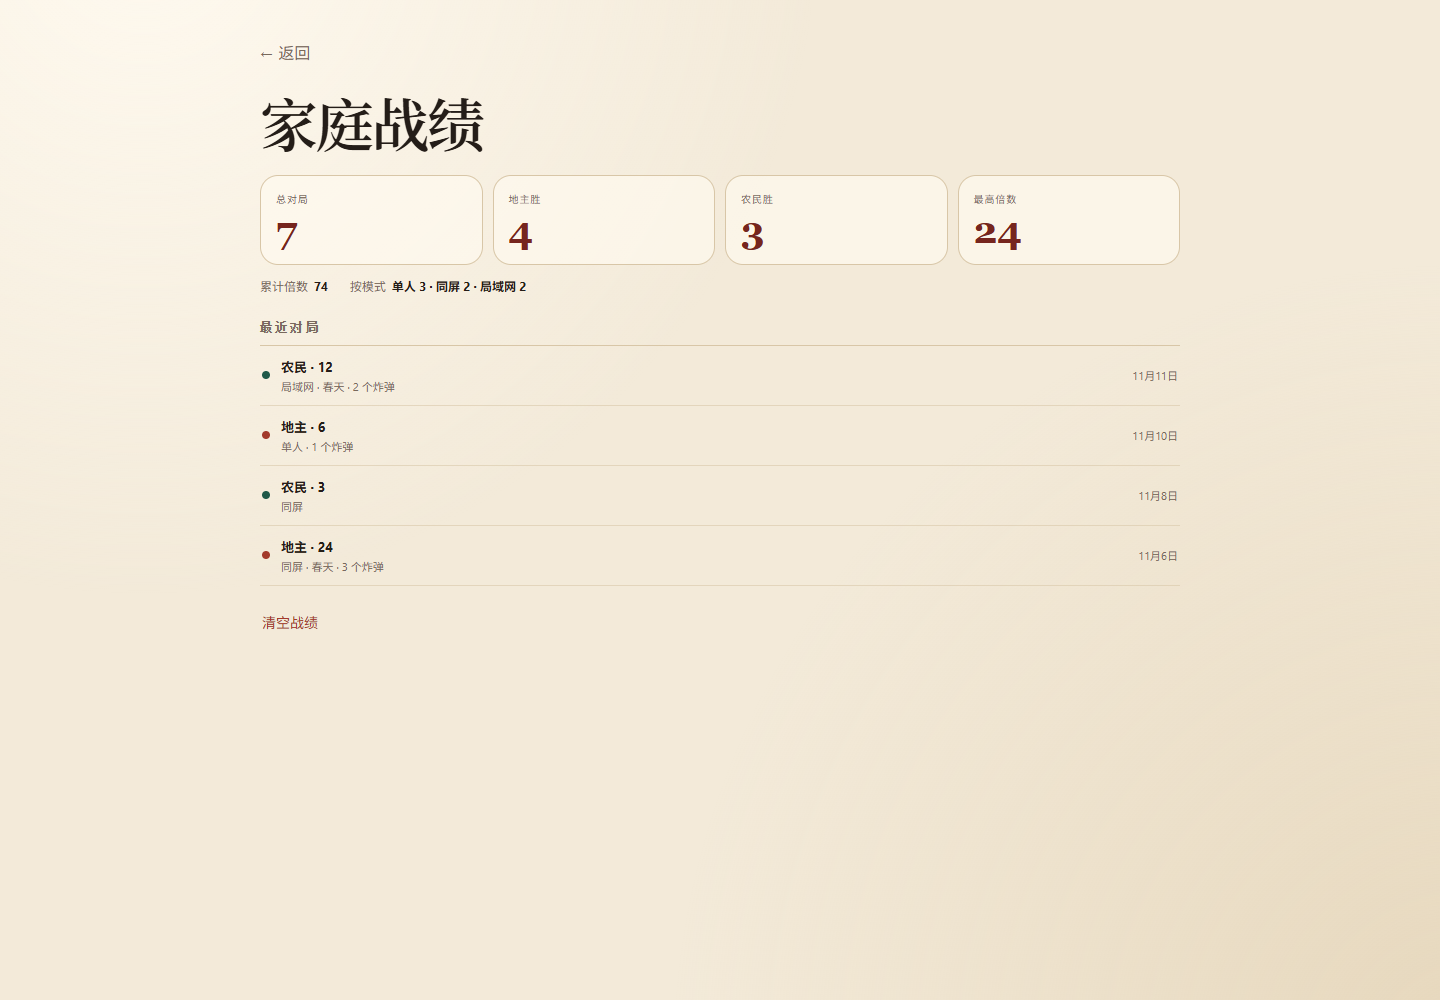 ← 返回
家庭战绩
总对局
7
地主胜
4
农民胜
3
最高倍数
24
累计倍数 74 按模式 单人 3 · 同屏 2 · 局域网 2
最近对局
农民 · 12
局域网 · 春天 · 2 个炸弹
11月11日
地主 · 6
单人 · 1 个炸弹
11月10日
农民 · 3
同屏
11月8日
地主 · 24
同屏 · 春天 · 3 个炸弹
11月6日
清空战绩